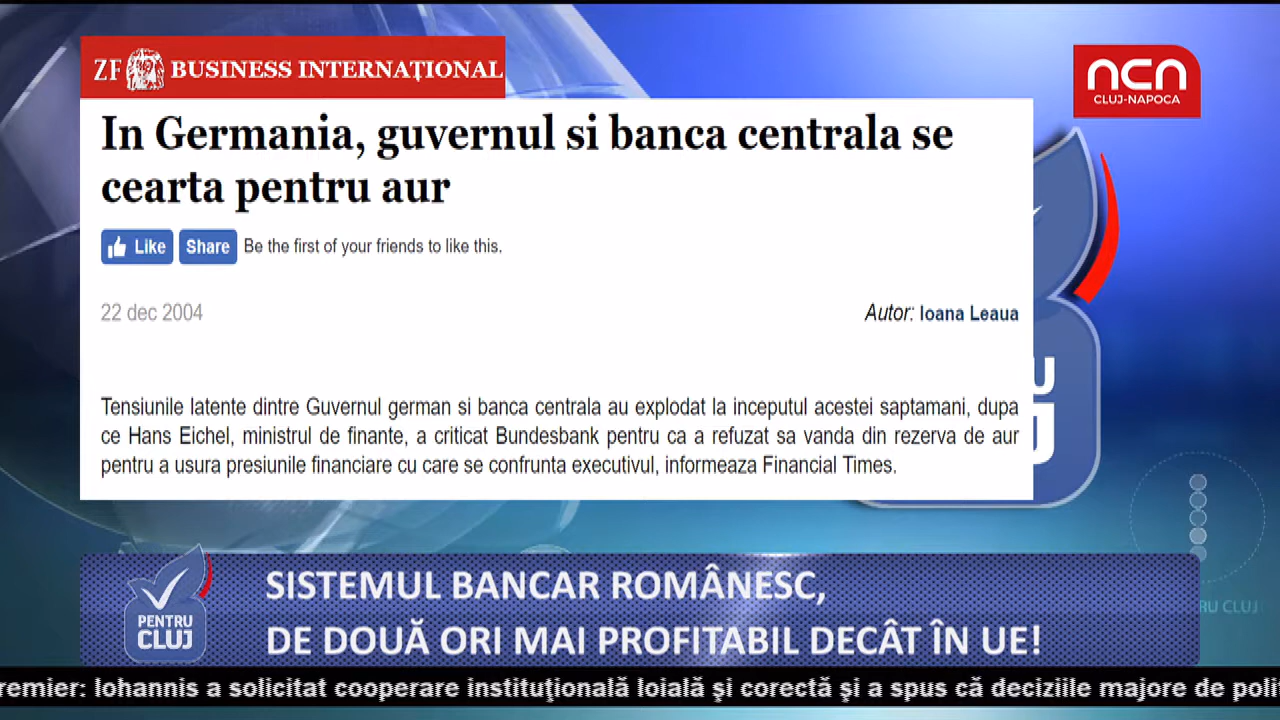 ZF BUSINESS INTERNAȚIONAL
ncn
CLUJ-NAPOCA
In Germania, guvernul si banca centrala se
cearta pentru aur
Like Share Be the first of your friends to like this.
22 dec 2004 Autor: Ioana Leaua
Tensiunile latente dintre Guvernul german si banca centrala au explodat la inceputul acestei saptamani, dupa
ce Hans Eichel, ministrul de finante, a criticat Bundesbank pentru ca a refuzat sa vanda din rezerva de aur
pentru a usura presiunile financiare cu care se confrunta executivul, informeaza Financial Times.
PENTRU
CLUJ
SISTEMUL BANCAR ROMÂNESC,
DE DOUĂ ORI MAI PROFITABIL DECÂT ÎN UE!
RU CLUJ
remier: Iohannis a solicitat cooperare instituţională loială şi corectă şi a spus că deciziile majore de poli